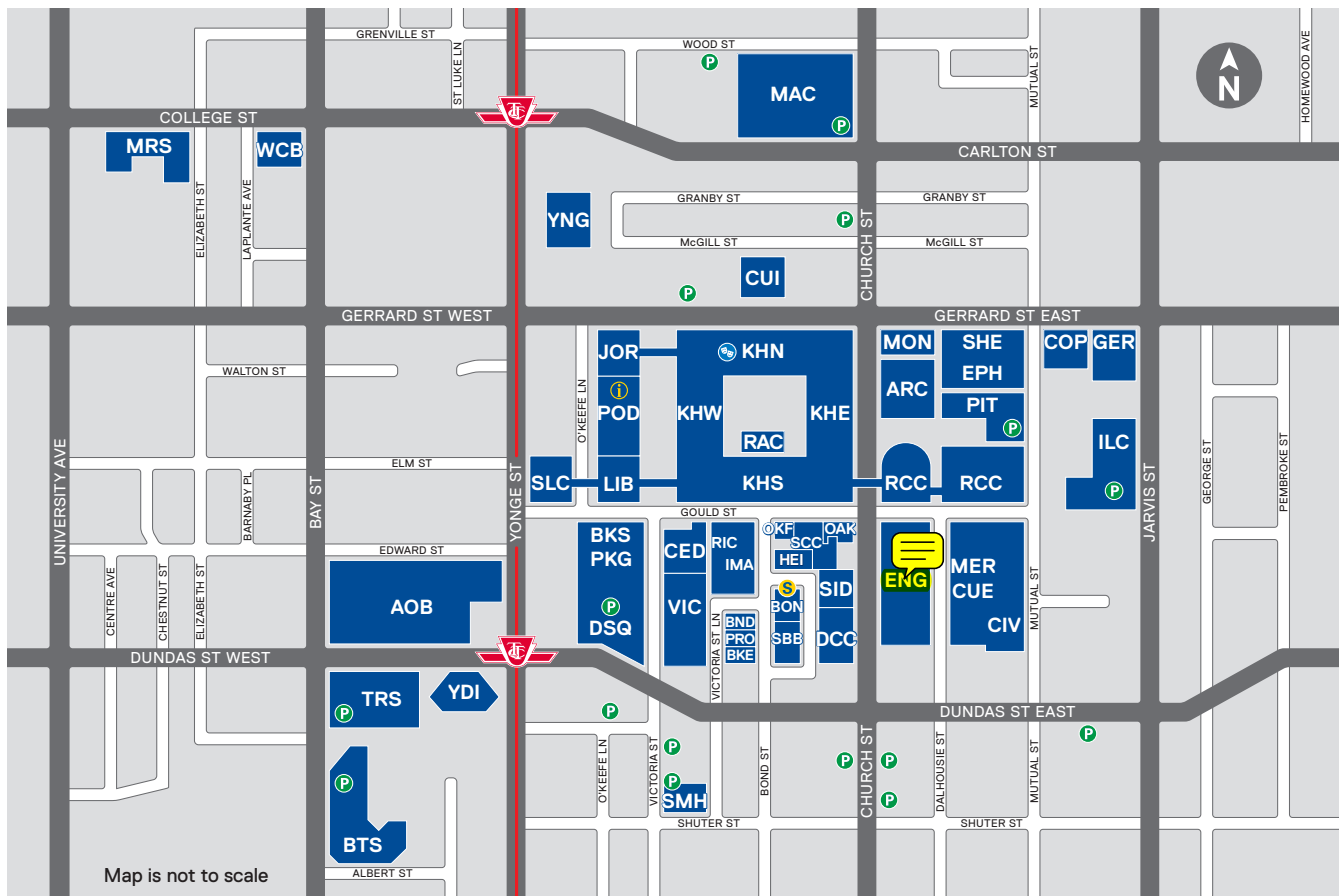 GRENVILLE ST
ST LUKE LN
WOOD ST
MUTUAL ST
HOMEWOOD AVE
N
MAC
P
P
COLLEGE ST
TTC
CARLTON ST
MRS
WCB
ELIZABETH ST
LAPLANTE AVE
YNG
GRANBY ST
GRANBY ST
P
CHURCH ST
McGILL ST
McGILL ST
CUI
P
GERRARD ST WEST
GERRARD ST EAST
WALTON ST
O'KEEFE LN
JOR
KHN
MON
SHE
COP
GER
EPH
ARC
i
POD
KHW
KHE
PIT
P
RAC
ILC
UNIVERSITY AVE
BAY ST
YONGE ST
JARVIS ST
GEORGE ST
PEMBROKE ST
ELM ST
BARNABY PL
SLC
LIB
KHS
RCC
RCC
P
GOULD ST
EDWARD ST
BKS
PKG
CED
RIC
IMA
OKF
OAK
SCC
HEI
ENG
MER
CUE
MUTUAL ST
CENTRE AVE
CHESTNUT ST
ELIZABETH ST
AOB
P
DSQ
VIC
S
BON
SID
CIV
BND
PRO
BKE
SBB
DCC
VICTORIA ST LN
DUNDAS ST WEST
TTC
TRS
P
YDI
DUNDAS ST EAST
P
P
P
O'KEEFE LN
VICTORIA ST
P
SMH
BOND ST
P
CHURCH ST
P
P
DALHOUSIE ST
MUTUAL ST
P
BTS
SHUTER ST
SHUTER ST
ALBERT ST
Map is not to scale